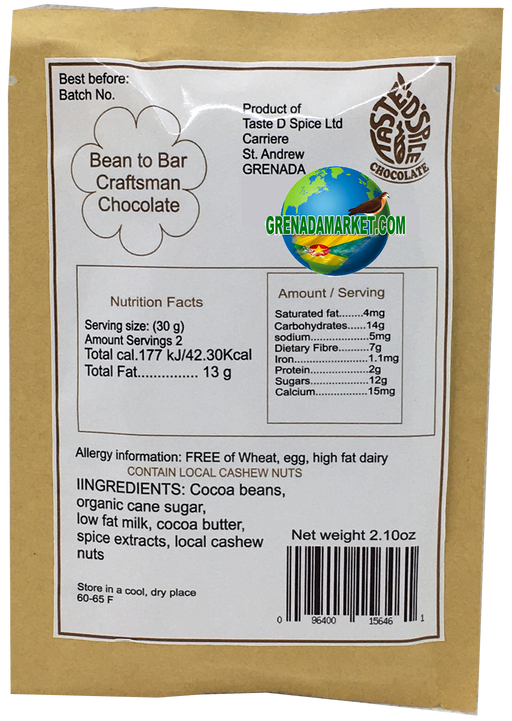 Best before:
Batch No.
Bean to Bar
Craftsman
Chocolate
Product of
Taste D Spice Ltd
Carriere
St. Andrew
GRENADA
TASTE D SPICE
CHOCOLATE
GRENADAMARKET.COM
Nutrition Facts
Serving size: (30 g)
Amount Servings 2
Total cal.177 kJ/42.30Kcal
Total Fat............... 13 g
Amount / Serving
Saturated fat........4mg
Carbohydrates......14g
sodium....................5mg
Dietary Fibre..........7g
Iron..........................1.1mg
Protein....................2g
Sugars....................12g
Calcium..................15mg
Allergy information: FREE of Wheat, egg, high fat dairy
CONTAIN LOCAL CASHEW NUTS
IINGREDIENTS: Cocoa beans,
organic cane sugar,
low fat milk, cocoa butter,
spice extracts, local cashew
nuts
Net weight 2.10oz
Store in a cool, dry place
60-65 F
0 96400 15646 1